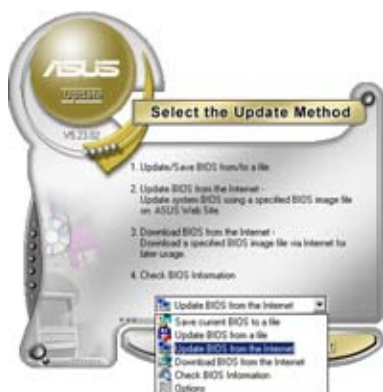 ASUS
Update
V5.23.02
Select the Update Method
1. Update/Save BIOS from/to a file.
2. Update BIOS from the Internet -
Update system BIOS using a specified BIOS image file
on ASUS Web Site.
3. Download BIOS from the Internet -
Download a specified BIOS image file via Internet for
later usage.
4. Check BIOS Information
Update BIOS from the Internet
Save current BIOS to a file
Update BIOS from a file
Update BIOS from the Internet
Download BIOS from the Internet
Check BIOS Information
Options